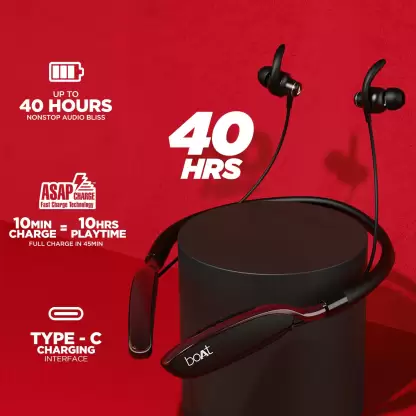 UP TO
40 HOURS
NONSTOP AUDIO BLISS
40
HRS
ASAP CHARGE
Fast Charge Technology
10MIN = 10HRS
CHARGE PLAYTIME
FULL CHARGE IN 45MIN
TYPE - C
CHARGING
INTERFACE
boAt